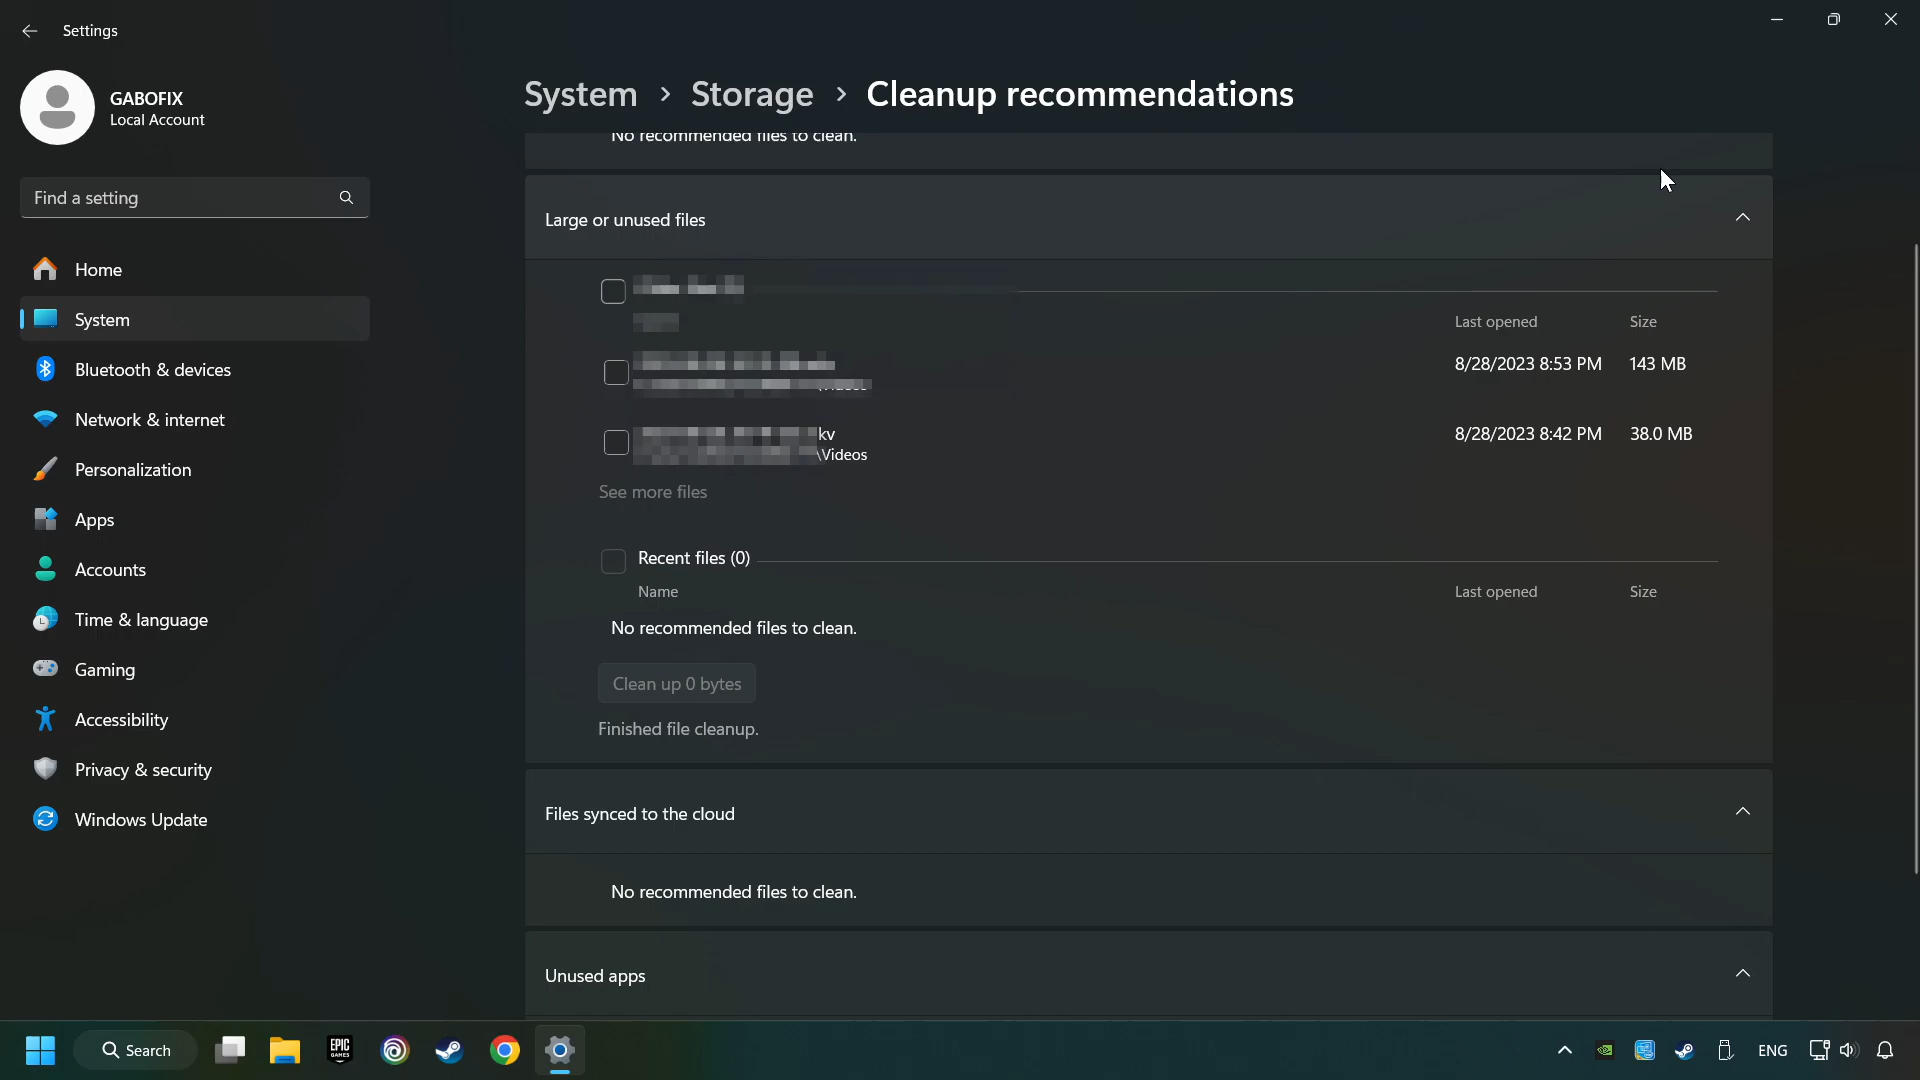 Settings
GABOFIX
Local Account
Find a setting
Home
System
Bluetooth & devices
Network & internet
Personalization
Apps
Accounts
Time & language
Gaming
Accessibility
Privacy & security
Windows Update
System > Storage > Cleanup recommendations
No recommended files to clean.
Large or unused files
Last opened Size
8/28/2023 8:53 PM 143 MB
\Videos
kv 8/28/2023 8:42 PM 38.0 MB
\Videos
See more files
Recent files (0)
Name Last opened Size
No recommended files to clean.
Clean up 0 bytes
Finished file cleanup.
Files synced to the cloud
No recommended files to clean.
Unused apps
Search
EPIC
GAMES
ENG